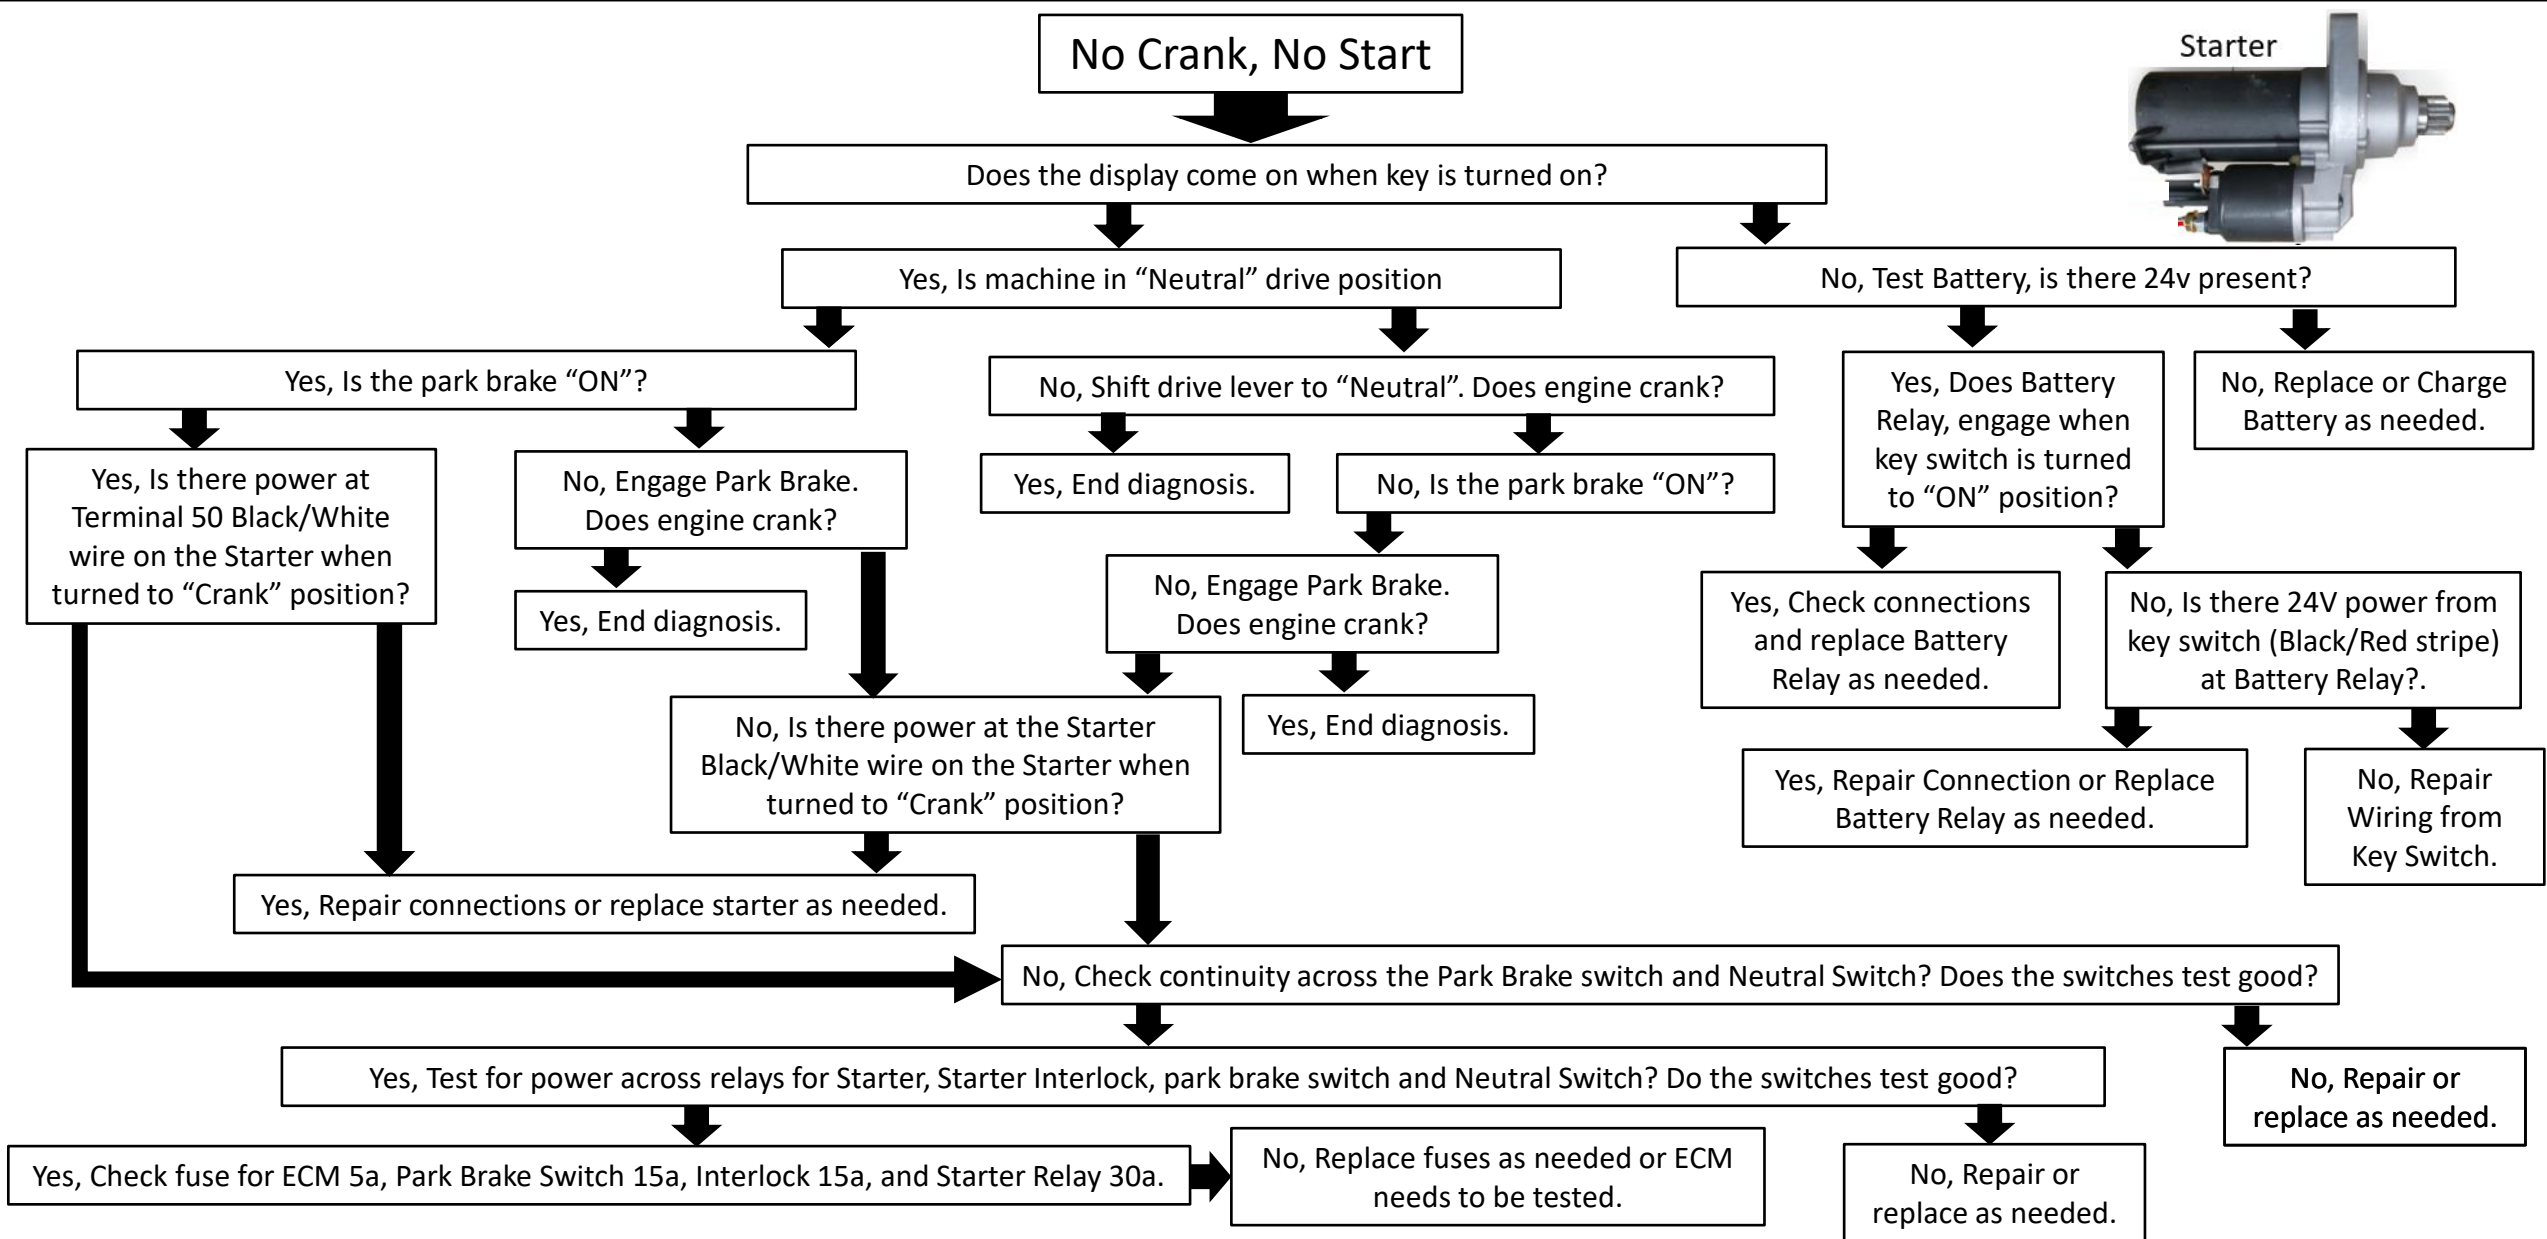 No Crank, No Start
Starter
Does the display come on when key is turned on?
Yes, Is machine in “Neutral” drive position
No, Test Battery, is there 24v present?
Yes, Is the park brake “ON”?
No, Shift drive lever to “Neutral”. Does engine crank?
Yes, Does Battery
Relay, engage when
key switch is turned
to “ON” position?
No, Replace or Charge
Battery as needed.
Yes, Is there power at
Terminal 50 Black/White
wire on the Starter when
turned to “Crank” position?
No, Engage Park Brake.
Does engine crank?
Yes, End diagnosis.
No, Is the park brake “ON”?
Yes, End diagnosis.
No, Engage Park Brake.
Does engine crank?
Yes, Check connections
and replace Battery
Relay as needed.
No, Is there 24V power from
key switch (Black/Red stripe)
at Battery Relay?.
No, Is there power at the Starter
Black/White wire on the Starter when
turned to “Crank” position?
Yes, End diagnosis.
Yes, Repair Connection or Replace
Battery Relay as needed.
No, Repair
Wiring from
Key Switch.
Yes, Repair connections or replace starter as needed.
No, Check continuity across the Park Brake switch and Neutral Switch? Does the switches test good?
Yes, Test for power across relays for Starter, Starter Interlock, park brake switch and Neutral Switch? Do the switches test good?
No, Repair or
replace as needed.
Yes, Check fuse for ECM 5a, Park Brake Switch 15a, Interlock 15a, and Starter Relay 30a.
No, Replace fuses as needed or ECM
needs to be tested.
No, Repair or
replace as needed.